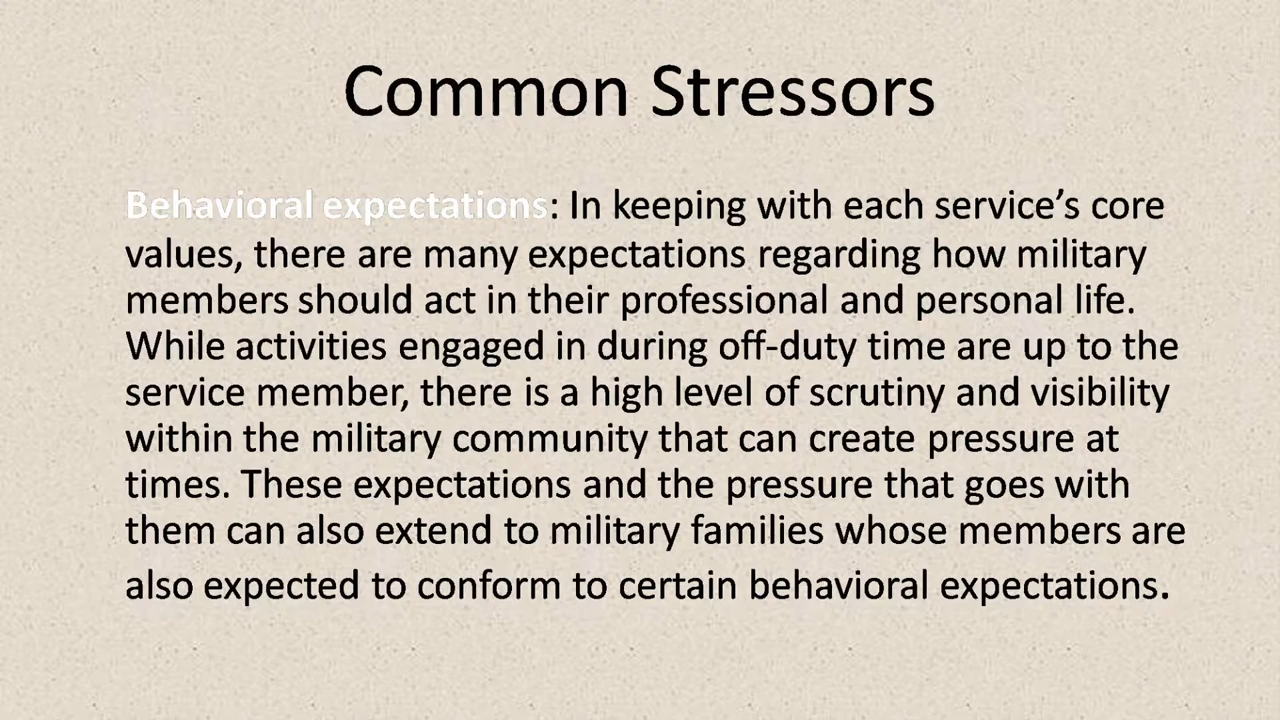 Common Stressors
Behavioral expectations: In keeping with each service’s core
values, there are many expectations regarding how military
members should act in their professional and personal life.
While activities engaged in during off-duty time are up to the
service member, there is a high level of scrutiny and visibility
within the military community that can create pressure at
times. These expectations and the pressure that goes with
them can also extend to military families whose members are
also expected to conform to certain behavioral expectations.